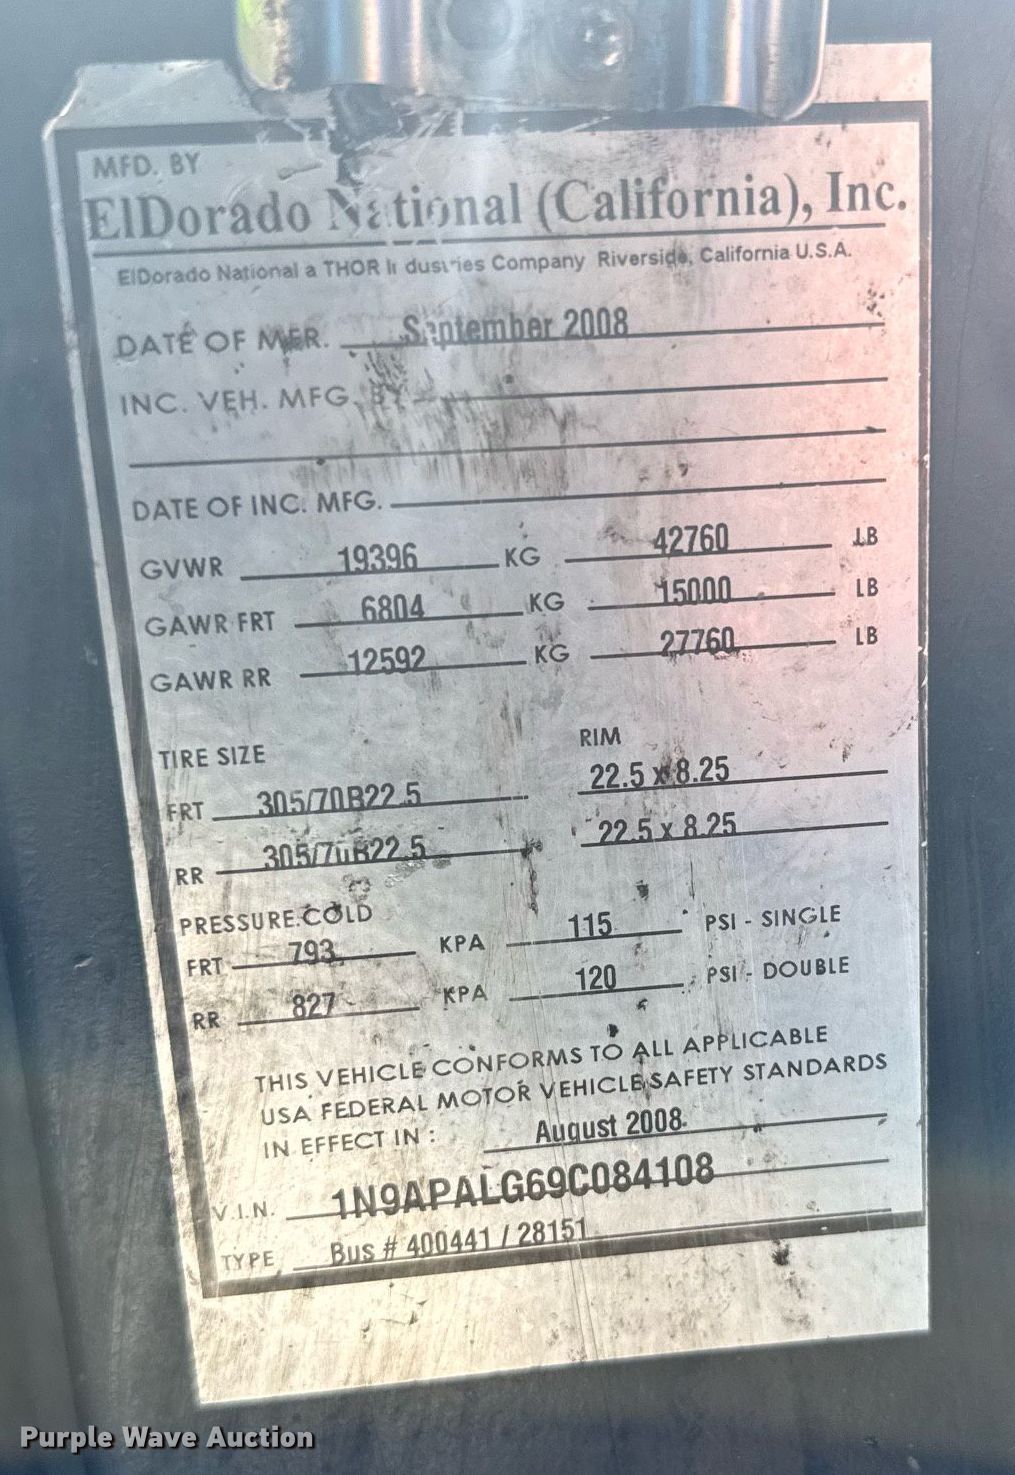 MFD. BY
ElDorado National (California), Inc.
ElDorado National a THOR Industries Company Riverside, California U.S.A.
DATE OF MFR. September 2008
INC. VEH. MFG. BY
DATE OF INC. MFG.
GVWR 19396 KG 42760 LB
GAWR FRT 6804 KG 15000 LB
GAWR RR 12592 KG 27760 LB
TIRE SIZE RIM
FRT 305/70R22.5 22.5 x 8.25
RR 305/70R22.5 22.5 x 8.25
PRESSURE.COLD
FRT 793 KPA 115 PSI - SINGLE
RR 827 KPA 120 PSI - DOUBLE
THIS VEHICLE CONFORMS TO ALL APPLICABLE
USA FEDERAL MOTOR VEHICLE SAFETY STANDARDS
IN EFFECT IN : August 2008
V.I.N. 1N9APALG69C084108
TYPE Bus # 400441 / 28151
Purple Wave Auction